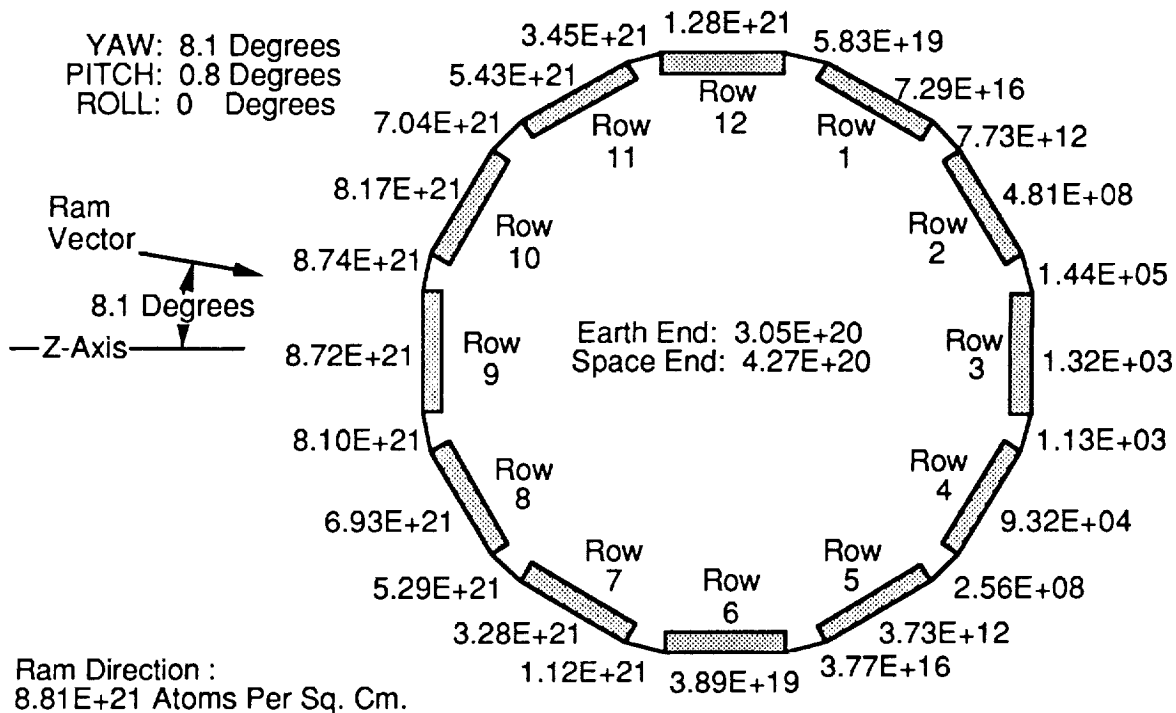 YAW: 8.1 Degrees
PITCH: 0.8 Degrees
ROLL: 0 Degrees
3.45E+21
1.28E+21
5.83E+19
5.43E+21
7.29E+16
7.04E+21
7.73E+12
8.17E+21
4.81E+08
8.74E+21
1.44E+05
8.72E+21
1.32E+03
8.10E+21
1.13E+03
6.93E+21
9.32E+04
5.29E+21
2.56E+08
3.28E+21
3.73E+12
1.12E+21
3.89E+19
3.77E+16
Row
12
Row
11
Row
1
Row
10
Row
2
Row
9
Row
3
Row
8
Row
4
Row
7
Row
6
Row
5
Ram
Vector
8.1 Degrees
Z-Axis
Earth End: 3.05E+20
Space End: 4.27E+20
Ram Direction :
8.81E+21 Atoms Per Sq. Cm.